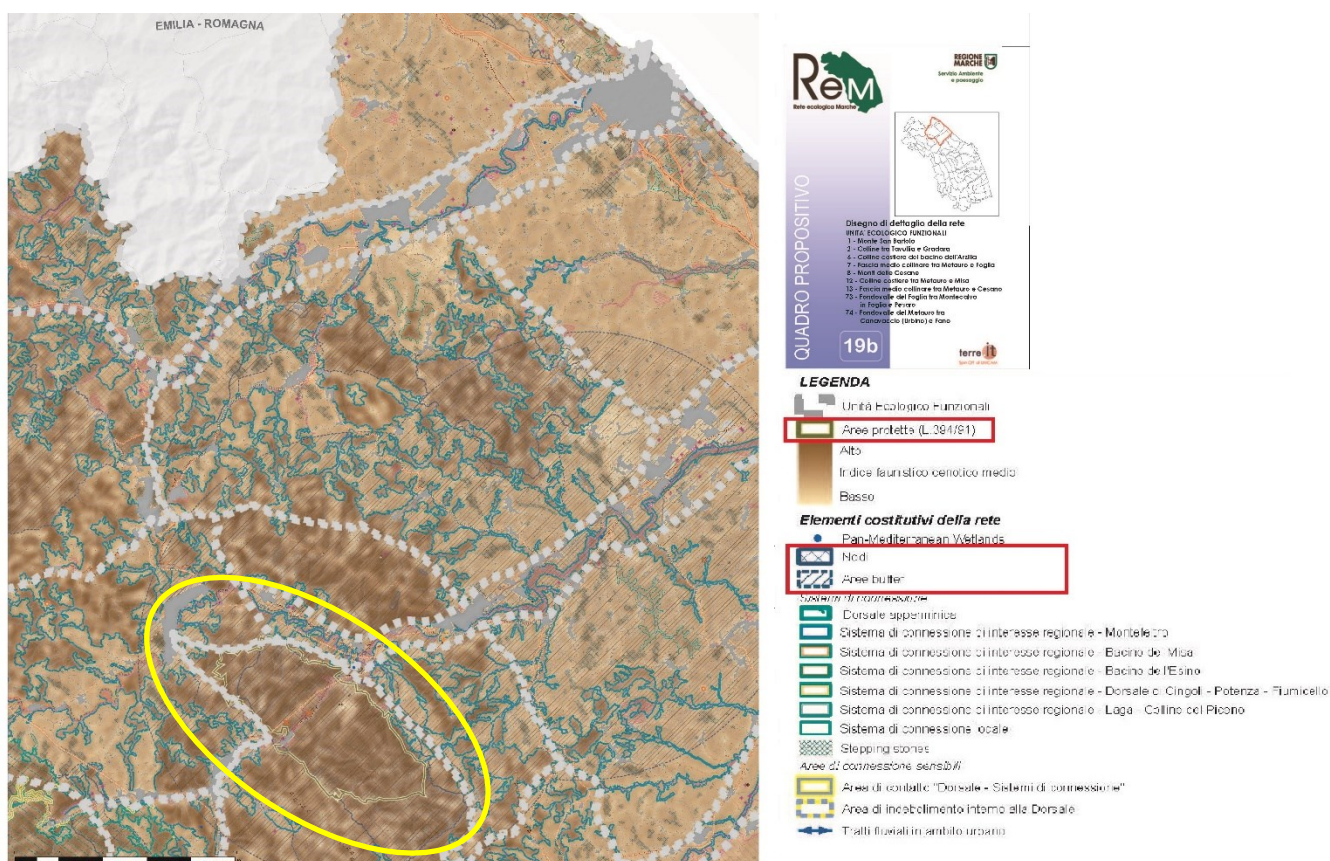 EMILIA - ROMAGNA
ReM
Rete ecologica Marche
REGIONE
MARCHE
Servizio Ambiente
e paesaggio
QUADRO PROPOSITIVO
Disegno di dettaglio della rete
UNITA' ECOLOGICO FUNZIONALI
1 - Monte San Bartolo
2 - Colline tra Tavullia e Gradara
6 - Colline costiere del bacino dell'Arzilla
7 - Fascia medio collinare tra Metauro e Foglia
8 - Monti delle Cesane
12 - Colline costiere tra Metauro e Misa
13 - Fascia medio collinare tra Metauro e Cesano
73 - Fondovalle del Foglia tra Montecalvo
in Foglia e Pesaro
74 - Fondovalle del Metauro tra
Canavaccio (Urbino) e Fano
19b
terre.it
LEGENDA
Unità Ecologico Funzionali
Aree protette (L.394/91)
Alto
Indice faunistico cenotico medio
Basso
Elementi costitutivi della rete
Pan-Mediterranean Wetlands
Nodi
Aree buffer
Sistemi di connessione
Dorsale appenninica
Sistema di connessione di interesse regionale - Montefeltro
Sistema di connessione di interesse regionale - Bacino del Misa
Sistema di connessione di interesse regionale - Bacino dell'Esino
Sistema di connessione di interesse regionale - Dorsale di Cingoli - Potenza - Fiumicello
Sistema di connessione di interesse regionale - Laga - Colline del Piceno
Sistema di connessione locale
Stepping stones
Aree di connessione sensibili
Area di contatto "Dorsale - Sistemi di connessione"
Area di indebolimento interno alla Dorsale
Tratti fluviali in ambito urbano